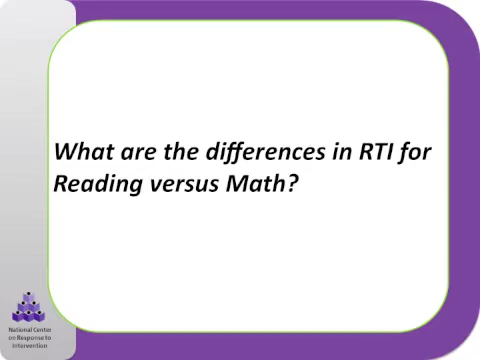 What are the differences in RTI for
Reading versus Math?
National Center
on Response to
Intervention